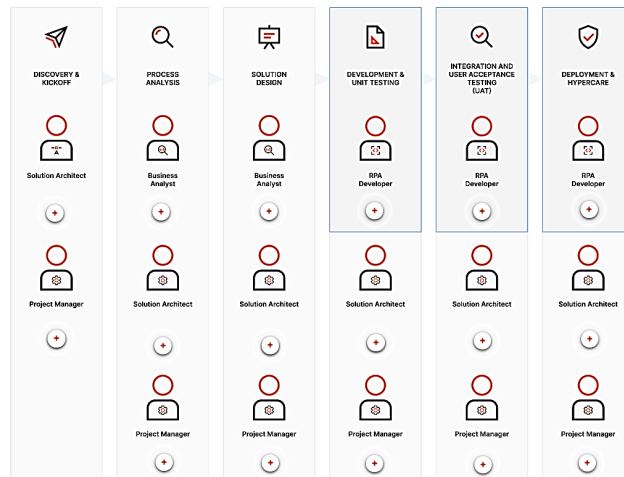 DISCOVERY &
KICKOFF
PROCESS
ANALYSIS
SOLUTION
DESIGN
DEVELOPMENT &
UNIT TESTING
INTEGRATION AND
USER ACCEPTANCE
TESTING
(UAT)
DEPLOYMENT &
HYPERCARE
Solution Architect
Business
Analyst
Business
Analyst
RPA
Developer
RPA
Developer
RPA
Developer
Project Manager
Solution Architect
Solution Architect
Solution Architect
Solution Architect
Solution Architect
Project Manager
Project Manager
Project Manager
Project Manager
Project Manager